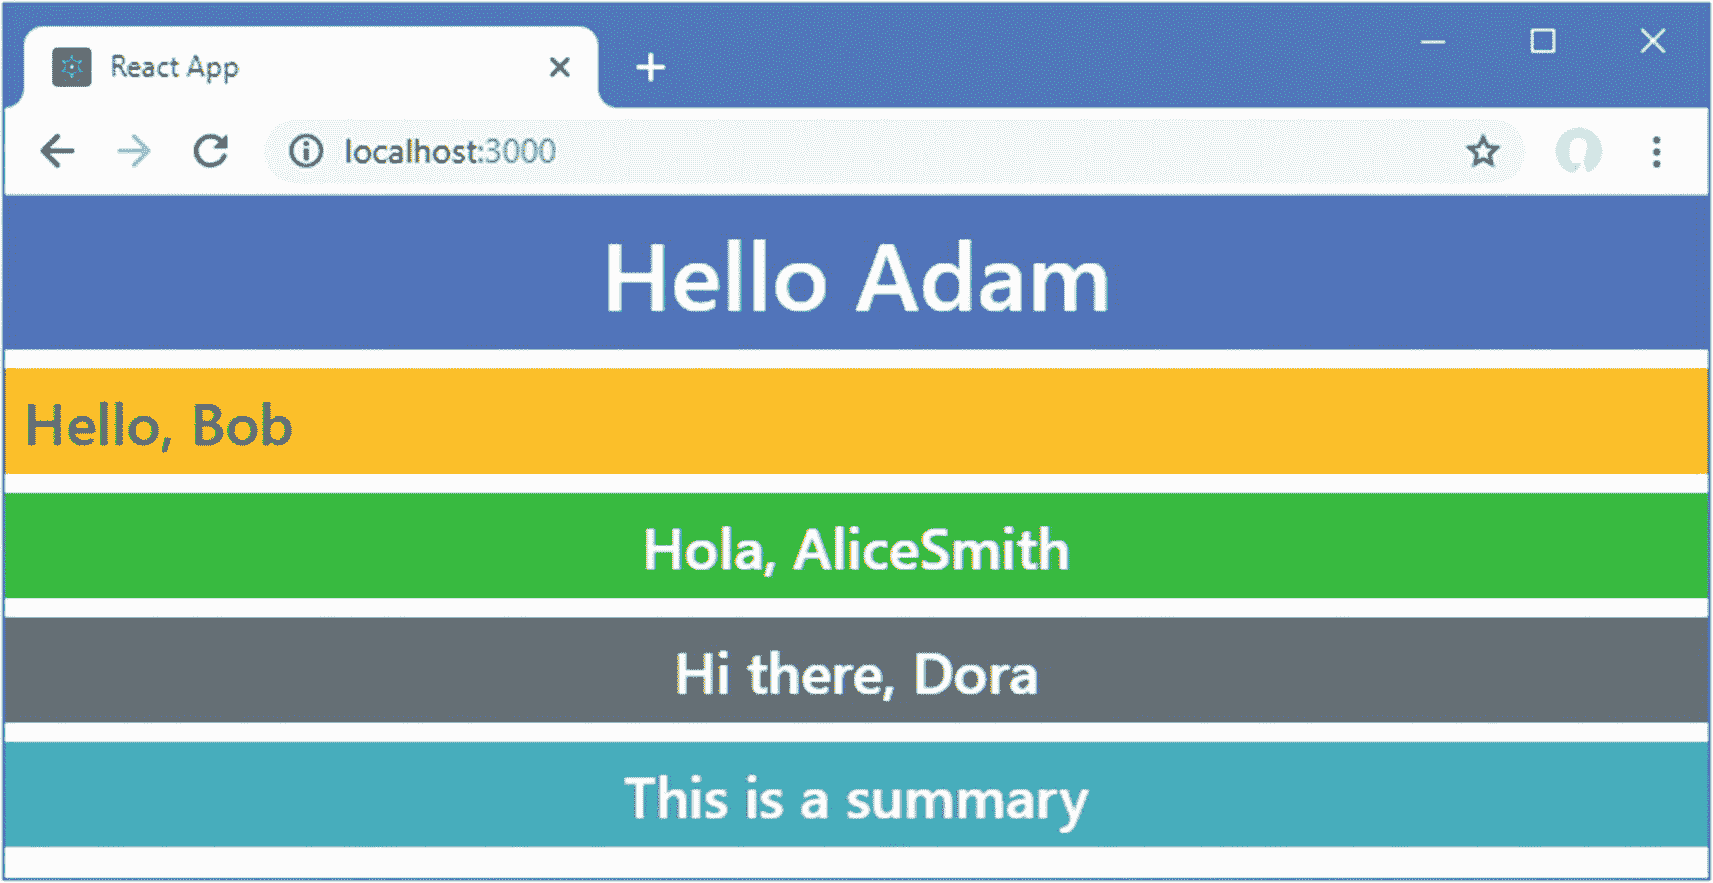 React App
localhost:3000
Hello Adam
Hello, Bob
Hola, AliceSmith
Hi there, Dora
This is a summary